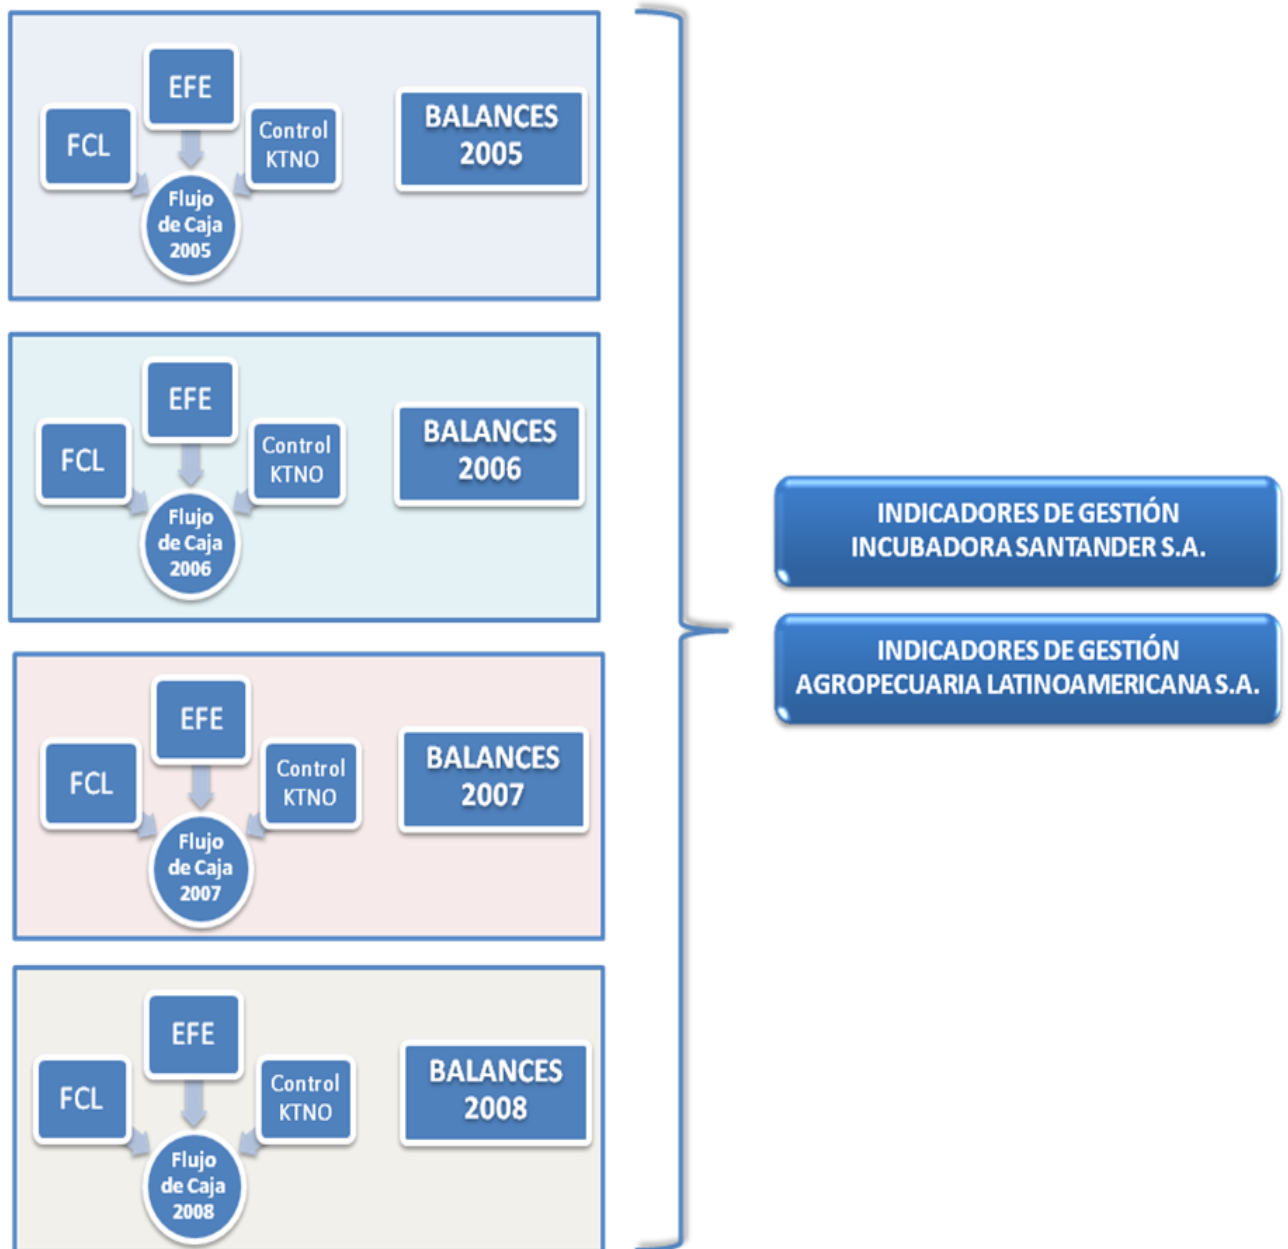 EFE
FCL
Control
KTNO
Flujo
de Caja
2005
BALANCES
2005
EFE
FCL
Control
KTNO
Flujo
de Caja
2006
BALANCES
2006
EFE
FCL
Control
KTNO
Flujo
de Caja
2007
BALANCES
2007
EFE
FCL
Control
KTNO
Flujo
de Caja
2008
BALANCES
2008
INDICADORES DE GESTIÓN
INCUBADORA SANTANDER S.A.
INDICADORES DE GESTIÓN
AGROPECUARIA LATINOAMERICANA S.A.